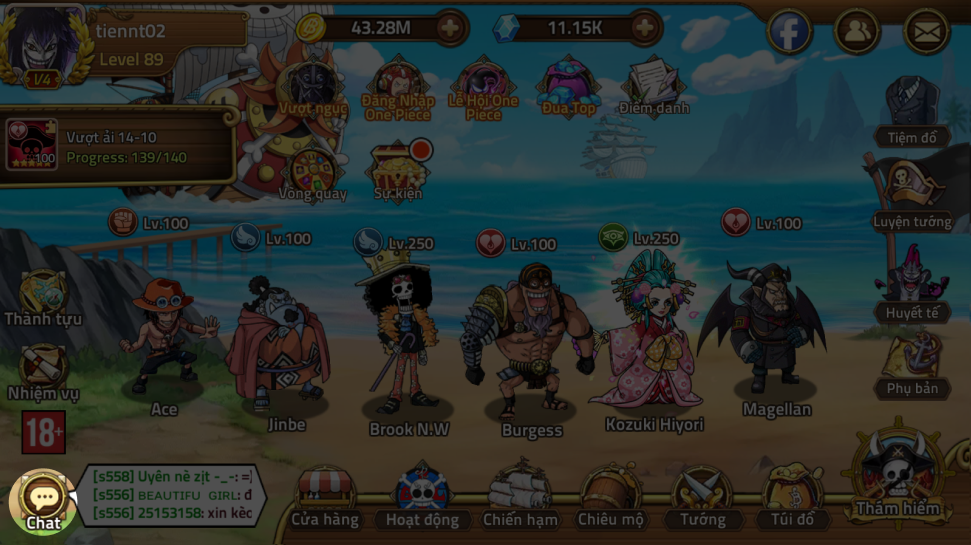 tiennt02
43.28M
11.15K
Level 89
V4
Vượt ngục
Đăng Nhập
One Piece
Lễ Hội One
Piece
Đua Top
Điểm danh
Tiệm đồ
Vượt ải 14-10
Progress: 139/140
100
Vòng quay
Sự kiện
Luyện tướng
Lv.100
Lv.100
Lv.250
Lv.100
Lv.250
Lv.100
Thành tựu
Huyết tế
Nhiệm vụ
Phụ bản
Ace
Jinbe
Brook N.W
Burgess
Kozuki Hiyori
Magellan
18+
[s558] Uyên nè zịt -_-: =]
[s556] BEAUTIFU GIRL: đ
[s556] 25153158: xin kèc
Chat
Cửa hàng
Hoạt động
Chiến hạm
Chiêu mộ
Tướng
Túi đồ
Thám hiểm